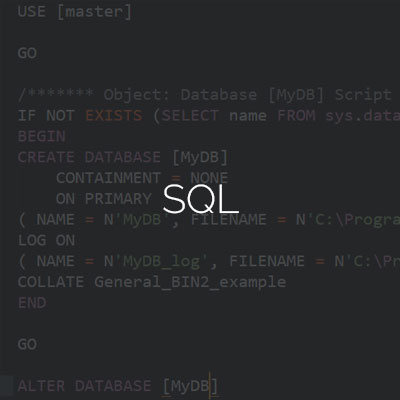 USE [master]
GO
/******* Object: Database [MyDB] Script
IF NOT EXISTS (SELECT name FROM sys.data
BEGIN
CREATE DATABASE [MyDB]
CONTAINMENT = NONE
ON PRIMARY
SQL
( NAME = N'MyDB', FILENAME = N'C:\Progra
LOG ON
( NAME = N'MyDB_log', FILENAME = N'C:\Pr
COLLATE General_BIN2_example
END
GO
ALTER DATABASE [MyDB]